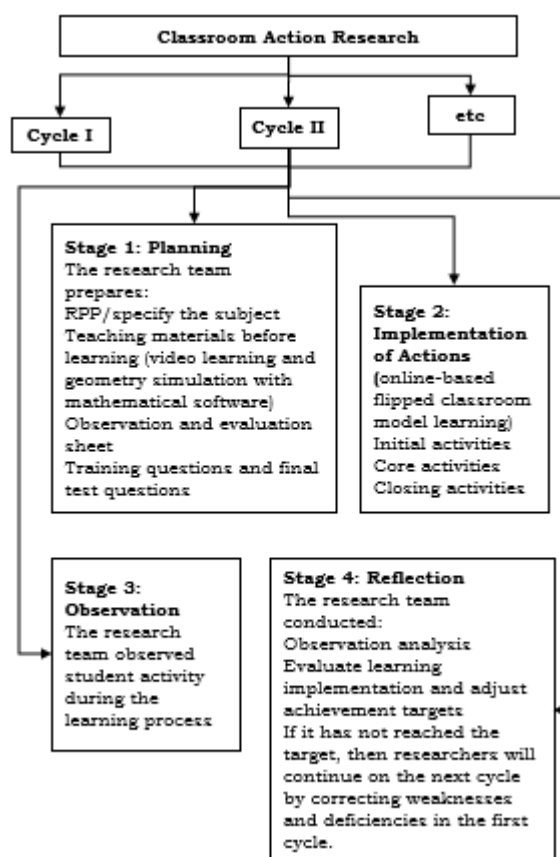 Classroom Action Research
Cycle I
Cycle II
etc
Stage 1: Planning
The research team
prepares:
RPP/specify the subject
Teaching materials before
learning (video learning and
geometry simulation with
mathematical software)
Observation and evaluation
sheet
Training questions and final
test questions
Stage 2:
Implementation
of Actions
(online-based
flipped classroom
model learning)
Initial activities
Core activities
Closing activities
Stage 3:
Observation
The research
team observed
student activity
during the
learning process
Stage 4: Reflection
The research team
conducted:
Observation analysis
Evaluate learning
implementation and adjust
achievement targets
If it has not reached the
target, then researchers will
continue on the next cycle
by correcting weaknesses
and deficiencies in the first
cycle.